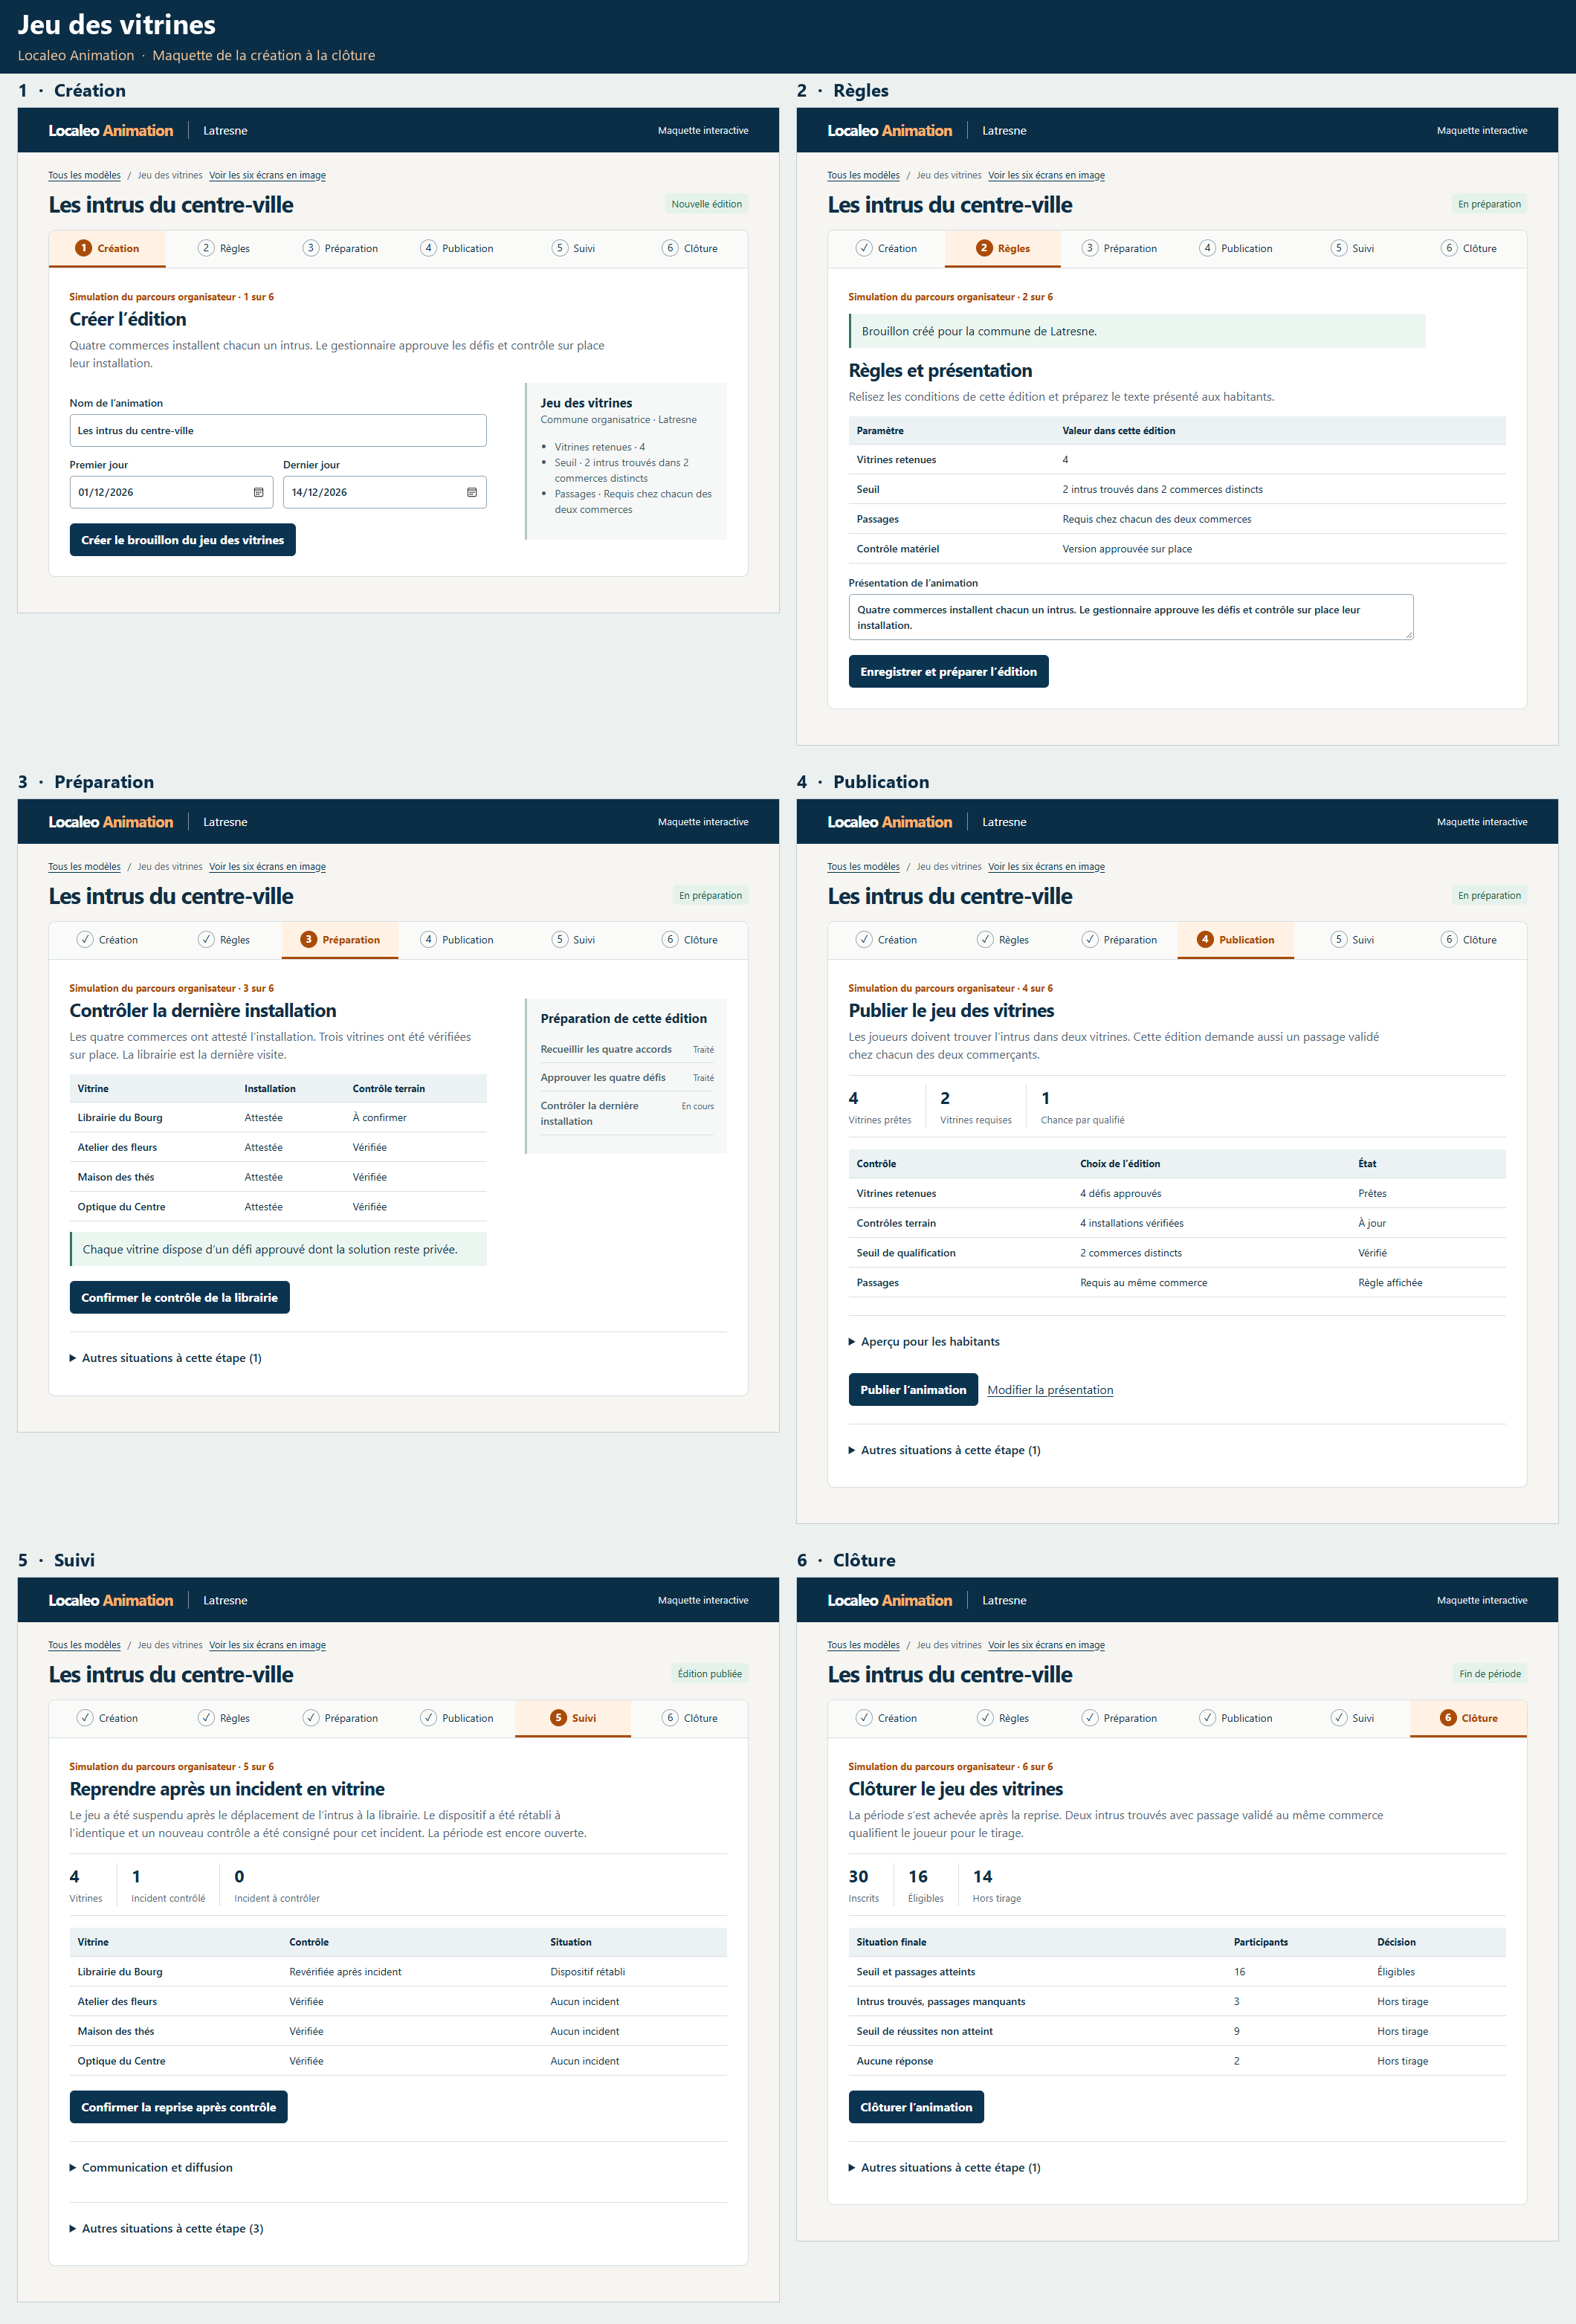 Jeu des vitrines
Localeo Animation · Maquette de la création à la clôture
1 · Création
Localeo Animation Latresne Maquette interactive
Tous les modèles / Jeu des vitrines Voir les six écrans en image
Les intrus du centre-ville Nouvelle édition
1 Création 2 Règles 3 Préparation 4 Publication 5 Suivi 6 Clôture
Simulation du parcours organisateur · 1 sur 6
Créer l'édition
Quatre commerces installent chacun un intrus. Le gestionnaire approuve les défis et contrôle sur place
leur installation.
Nom de l'animation
Les intrus du centre-ville
Premier jour Dernier jour
01/12/2026 14/12/2026
Créer le brouillon du jeu des vitrines
Jeu des vitrines
Commune organisatrice · Latresne
• Vitrines retenues · 4
• Seuil · 2 intrus trouvés dans 2
commerces distincts
• Passages · Requis chez chacun des
deux commerces
2 · Règles
Localeo Animation Latresne Maquette interactive
Tous les modèles / Jeu des vitrines Voir les six écrans en image
Les intrus du centre-ville En préparation
✓ Création 2 Règles 3 Préparation 4 Publication 5 Suivi 6 Clôture
Simulation du parcours organisateur · 2 sur 6
Brouillon créé pour la commune de Latresne.
Règles et présentation
Relisez les conditions de cette édition et préparez le texte présenté aux habitants.
Paramètre Valeur dans cette édition
Vitrines retenues 4
Seuil 2 intrus trouvés dans 2 commerces distincts
Passages Requis chez chacun des deux commerces
Contrôle matériel Version approuvée sur place
Présentation de l'animation
Quatre commerces installent chacun un intrus. Le gestionnaire approuve les défis et contrôle sur place leur
installation.
Enregistrer et préparer l'édition
3 · Préparation
Localeo Animation Latresne Maquette interactive
Tous les modèles / Jeu des vitrines Voir les six écrans en image
Les intrus du centre-ville En préparation
✓ Création ✓ Règles 3 Préparation 4 Publication 5 Suivi 6 Clôture
Simulation du parcours organisateur · 3 sur 6
Contrôler la dernière installation
Les quatre commerces ont attesté l'installation. Trois vitrines ont été vérifiées
sur place. La librairie est la dernière visite.
Vitrine Installation Contrôle terrain
Librairie du Bourg Attestée À confirmer
Atelier des fleurs Attestée Vérifiée
Maison des thés Attestée Vérifiée
Optique du Centre Attestée Vérifiée
Chaque vitrine dispose d'un défi approuvé dont la solution reste privée.
Confirmer le contrôle de la librairie
Préparation de cette édition
Recueillir les quatre accords Traité
Approuver les quatre défis Traité
Contrôler la dernière En cours
installation
▶ Autres situations à cette étape (1)
4 · Publication
Localeo Animation Latresne Maquette interactive
Tous les modèles / Jeu des vitrines Voir les six écrans en image
Les intrus du centre-ville En préparation
✓ Création ✓ Règles ✓ Préparation 4 Publication 5 Suivi 6 Clôture
Simulation du parcours organisateur · 4 sur 6
Publier le jeu des vitrines
Les joueurs doivent trouver l'intrus dans deux vitrines. Cette édition demande aussi un passage validé
chez chacun des deux commerçants.
4 2 1
Vitrines prêtes Vitrines requises Chance par qualifié
Contrôle Choix de l'édition État
Vitrines retenues 4 défis approuvés Prêtes
Contrôles terrain 4 installations vérifiées À jour
Seuil de qualification 2 commerces distincts Vérifié
Passages Requis au même commerce Règle affichée
▶ Aperçu pour les habitants
Publier l'animation Modifier la présentation
▶ Autres situations à cette étape (1)
5 · Suivi
Localeo Animation Latresne Maquette interactive
Tous les modèles / Jeu des vitrines Voir les six écrans en image
Les intrus du centre-ville Édition publiée
✓ Création ✓ Règles ✓ Préparation ✓ Publication 5 Suivi 6 Clôture
Simulation du parcours organisateur · 5 sur 6
Reprendre après un incident en vitrine
Le jeu a été suspendu après le déplacement de l'intrus à la librairie. Le dispositif a été rétabli à
l'identique et un nouveau contrôle a été consigné pour cet incident. La période est encore ouverte.
4 1 0
Vitrines Incident contrôlé Incident à contrôler
Vitrine Contrôle Situation
Librairie du Bourg Revérifiée après incident Dispositif rétabli
Atelier des fleurs Vérifiée Aucun incident
Maison des thés Vérifiée Aucun incident
Optique du Centre Vérifiée Aucun incident
Confirmer la reprise après contrôle
▶ Communication et diffusion
▶ Autres situations à cette étape (3)
6 · Clôture
Localeo Animation Latresne Maquette interactive
Tous les modèles / Jeu des vitrines Voir les six écrans en image
Les intrus du centre-ville Fin de période
✓ Création ✓ Règles ✓ Préparation ✓ Publication ✓ Suivi 6 Clôture
Simulation du parcours organisateur · 6 sur 6
Clôturer le jeu des vitrines
La période s'est achevée après la reprise. Deux intrus trouvés avec passage validé au même commerce
qualifient le joueur pour le tirage.
30 16 14
Inscrits Éligibles Hors tirage
Situation finale Participants Décision
Seuil et passages atteints 16 Éligibles
Intrus trouvés, passages manquants 3 Hors tirage
Seuil de réussites non atteint 9 Hors tirage
Aucune réponse 2 Hors tirage
Clôturer l'animation
▶ Autres situations à cette étape (1)